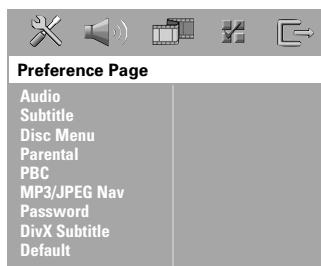 Preference Page
Audio
Subtitle
Disc Menu
Parental
PBC
MP3/JPEG Nav
Password
DivX Subtitle
Default